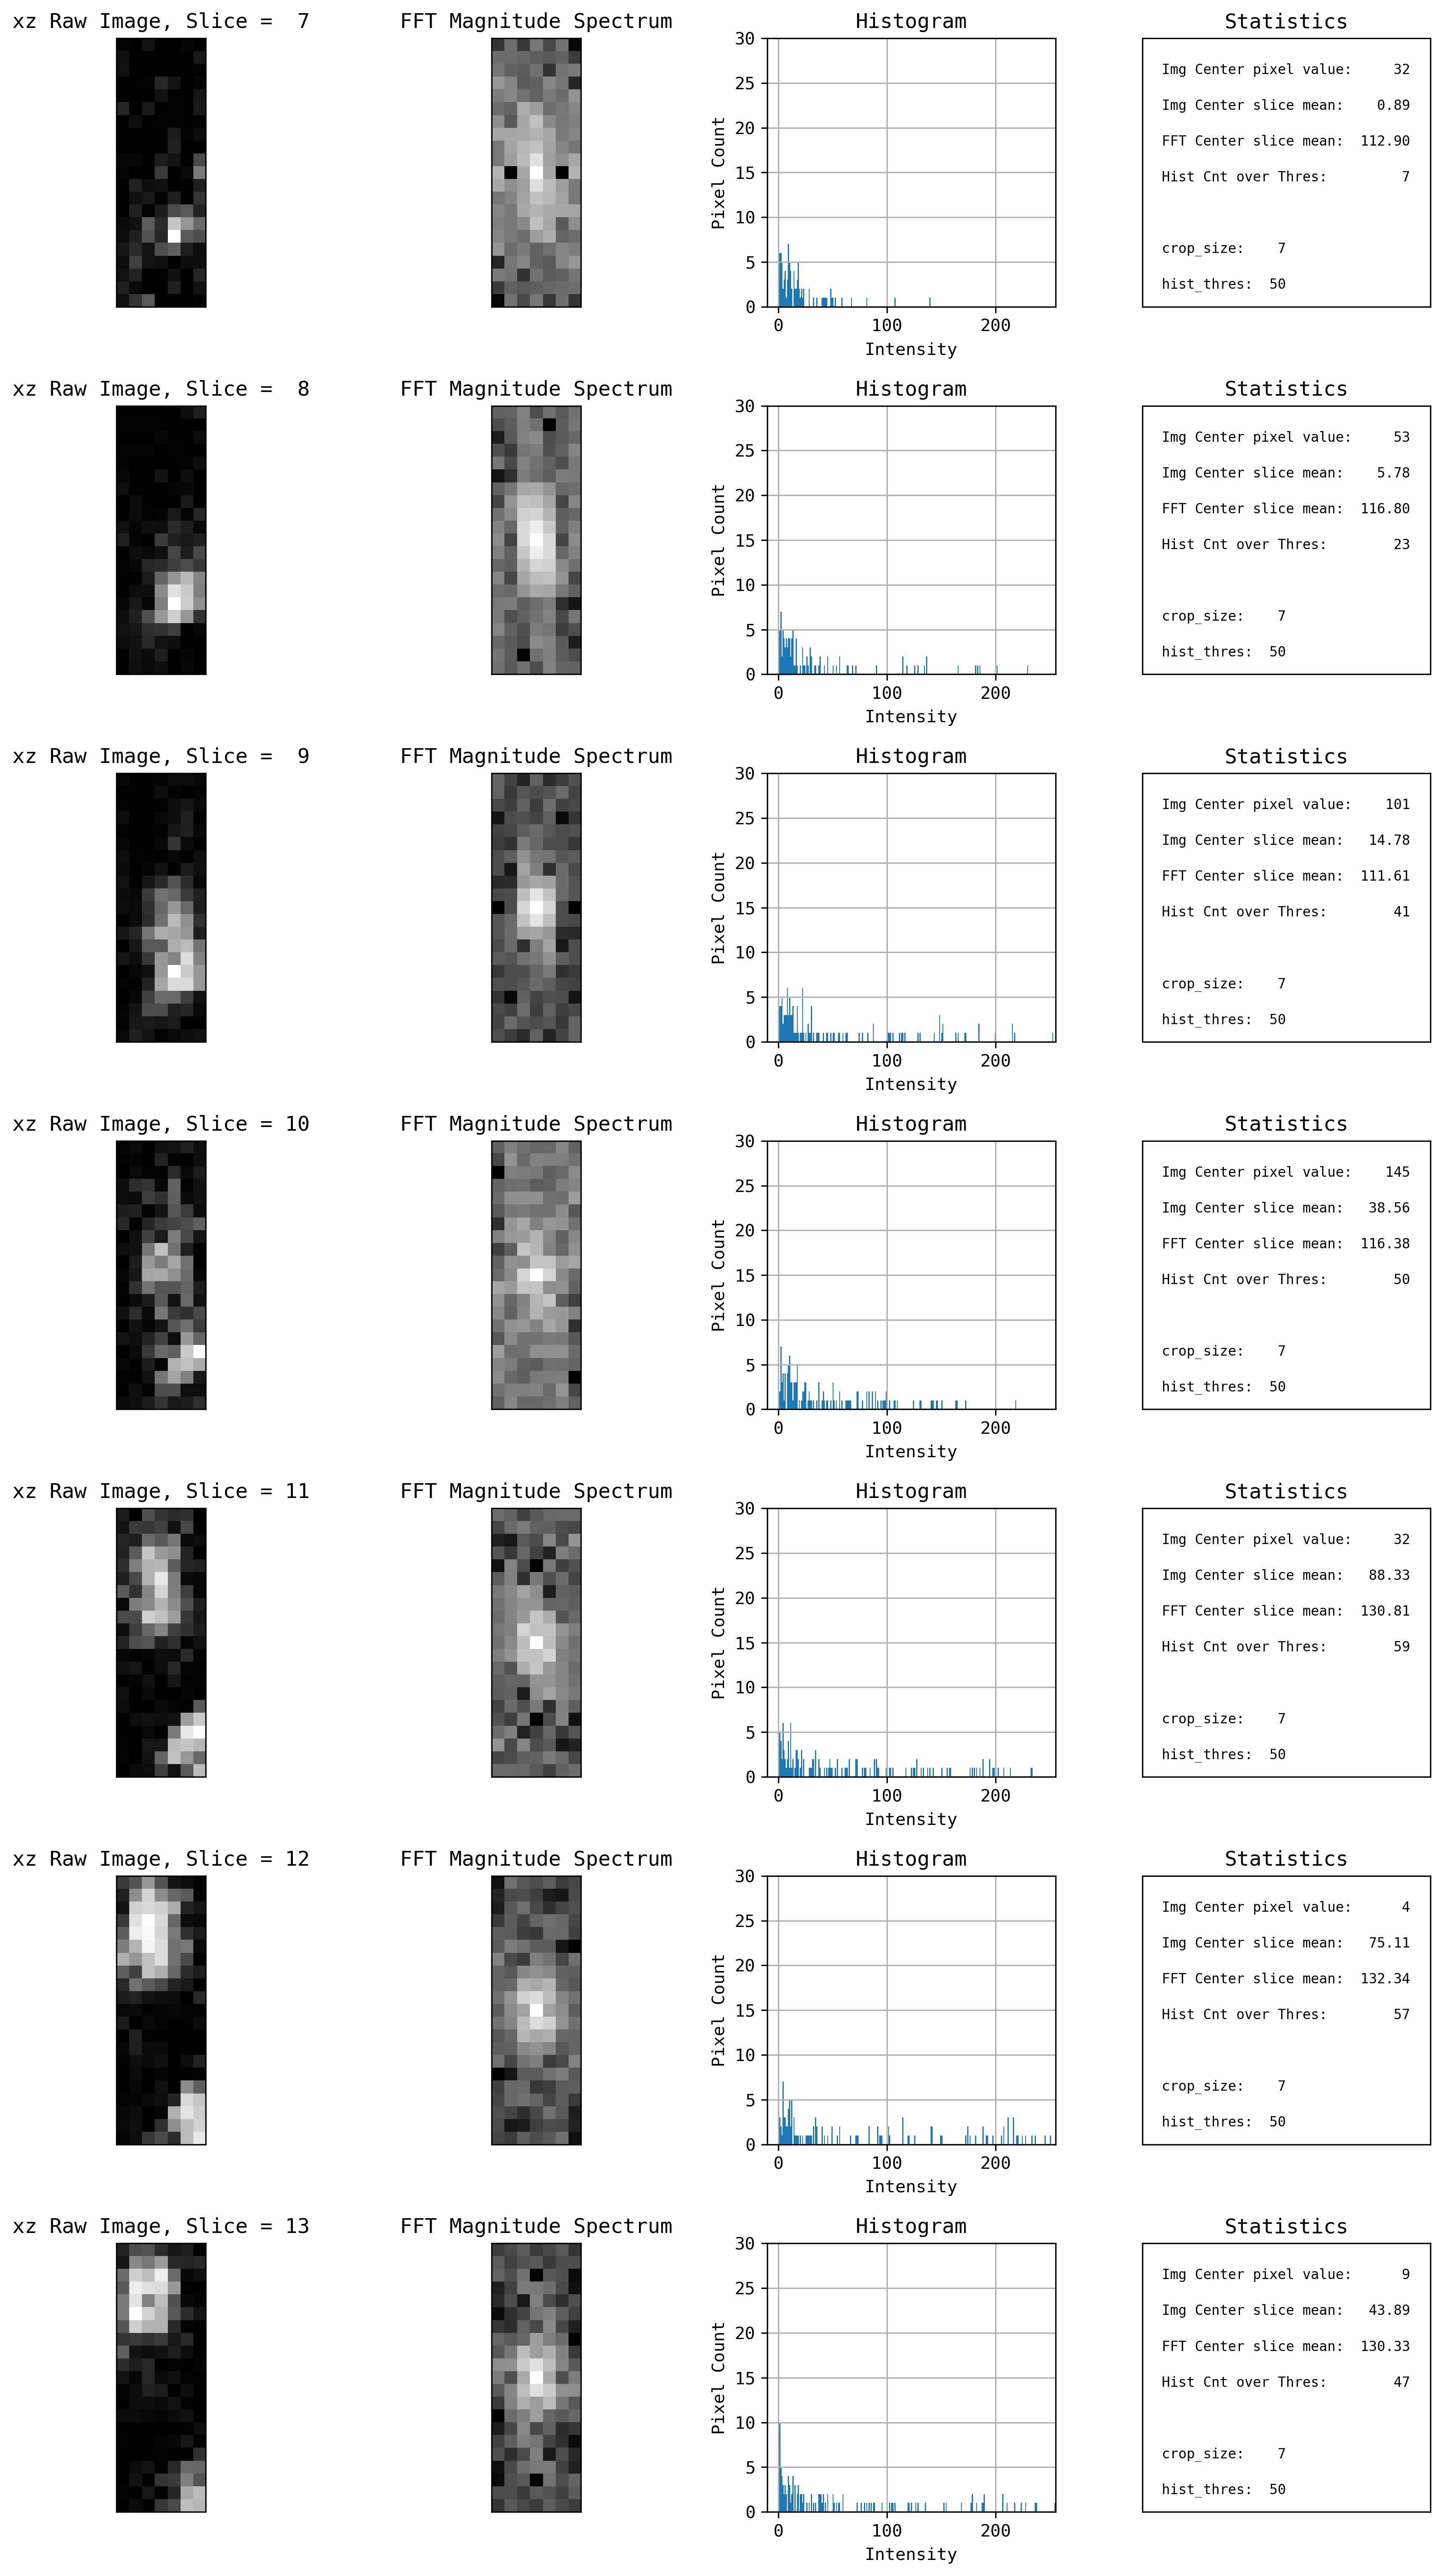 xz Raw Image, Slice =  7
FFT Magnitude Spectrum
Histogram
Statistics
30
25
20
15
10
5
0
Pixel Count
0 100 200
Intensity
Img Center pixel value: 32
Img Center slice mean: 0.89
FFT Center slice mean: 112.90
Hist Cnt over Thres: 7
crop_size: 7
hist_thres: 50
xz Raw Image, Slice =  8
FFT Magnitude Spectrum
Histogram
Statistics
30
25
20
15
10
5
0
Pixel Count
0 100 200
Intensity
Img Center pixel value: 53
Img Center slice mean: 5.78
FFT Center slice mean: 116.80
Hist Cnt over Thres: 23
crop_size: 7
hist_thres: 50
xz Raw Image, Slice =  9
FFT Magnitude Spectrum
Histogram
Statistics
30
25
20
15
10
5
0
Pixel Count
0 100 200
Intensity
Img Center pixel value: 101
Img Center slice mean: 14.78
FFT Center slice mean: 111.61
Hist Cnt over Thres: 41
crop_size: 7
hist_thres: 50
xz Raw Image, Slice = 10
FFT Magnitude Spectrum
Histogram
Statistics
30
25
20
15
10
5
0
Pixel Count
0 100 200
Intensity
Img Center pixel value: 145
Img Center slice mean: 38.56
FFT Center slice mean: 116.38
Hist Cnt over Thres: 50
crop_size: 7
hist_thres: 50
xz Raw Image, Slice = 11
FFT Magnitude Spectrum
Histogram
Statistics
30
25
20
15
10
5
0
Pixel Count
0 100 200
Intensity
Img Center pixel value: 32
Img Center slice mean: 88.33
FFT Center slice mean: 130.81
Hist Cnt over Thres: 59
crop_size: 7
hist_thres: 50
xz Raw Image, Slice = 12
FFT Magnitude Spectrum
Histogram
Statistics
30
25
20
15
10
5
0
Pixel Count
0 100 200
Intensity
Img Center pixel value: 4
Img Center slice mean: 75.11
FFT Center slice mean: 132.34
Hist Cnt over Thres: 57
crop_size: 7
hist_thres: 50
xz Raw Image, Slice = 13
FFT Magnitude Spectrum
Histogram
Statistics
30
25
20
15
10
5
0
Pixel Count
0 100 200
Intensity
Img Center pixel value: 9
Img Center slice mean: 43.89
FFT Center slice mean: 130.33
Hist Cnt over Thres: 47
crop_size: 7
hist_thres: 50